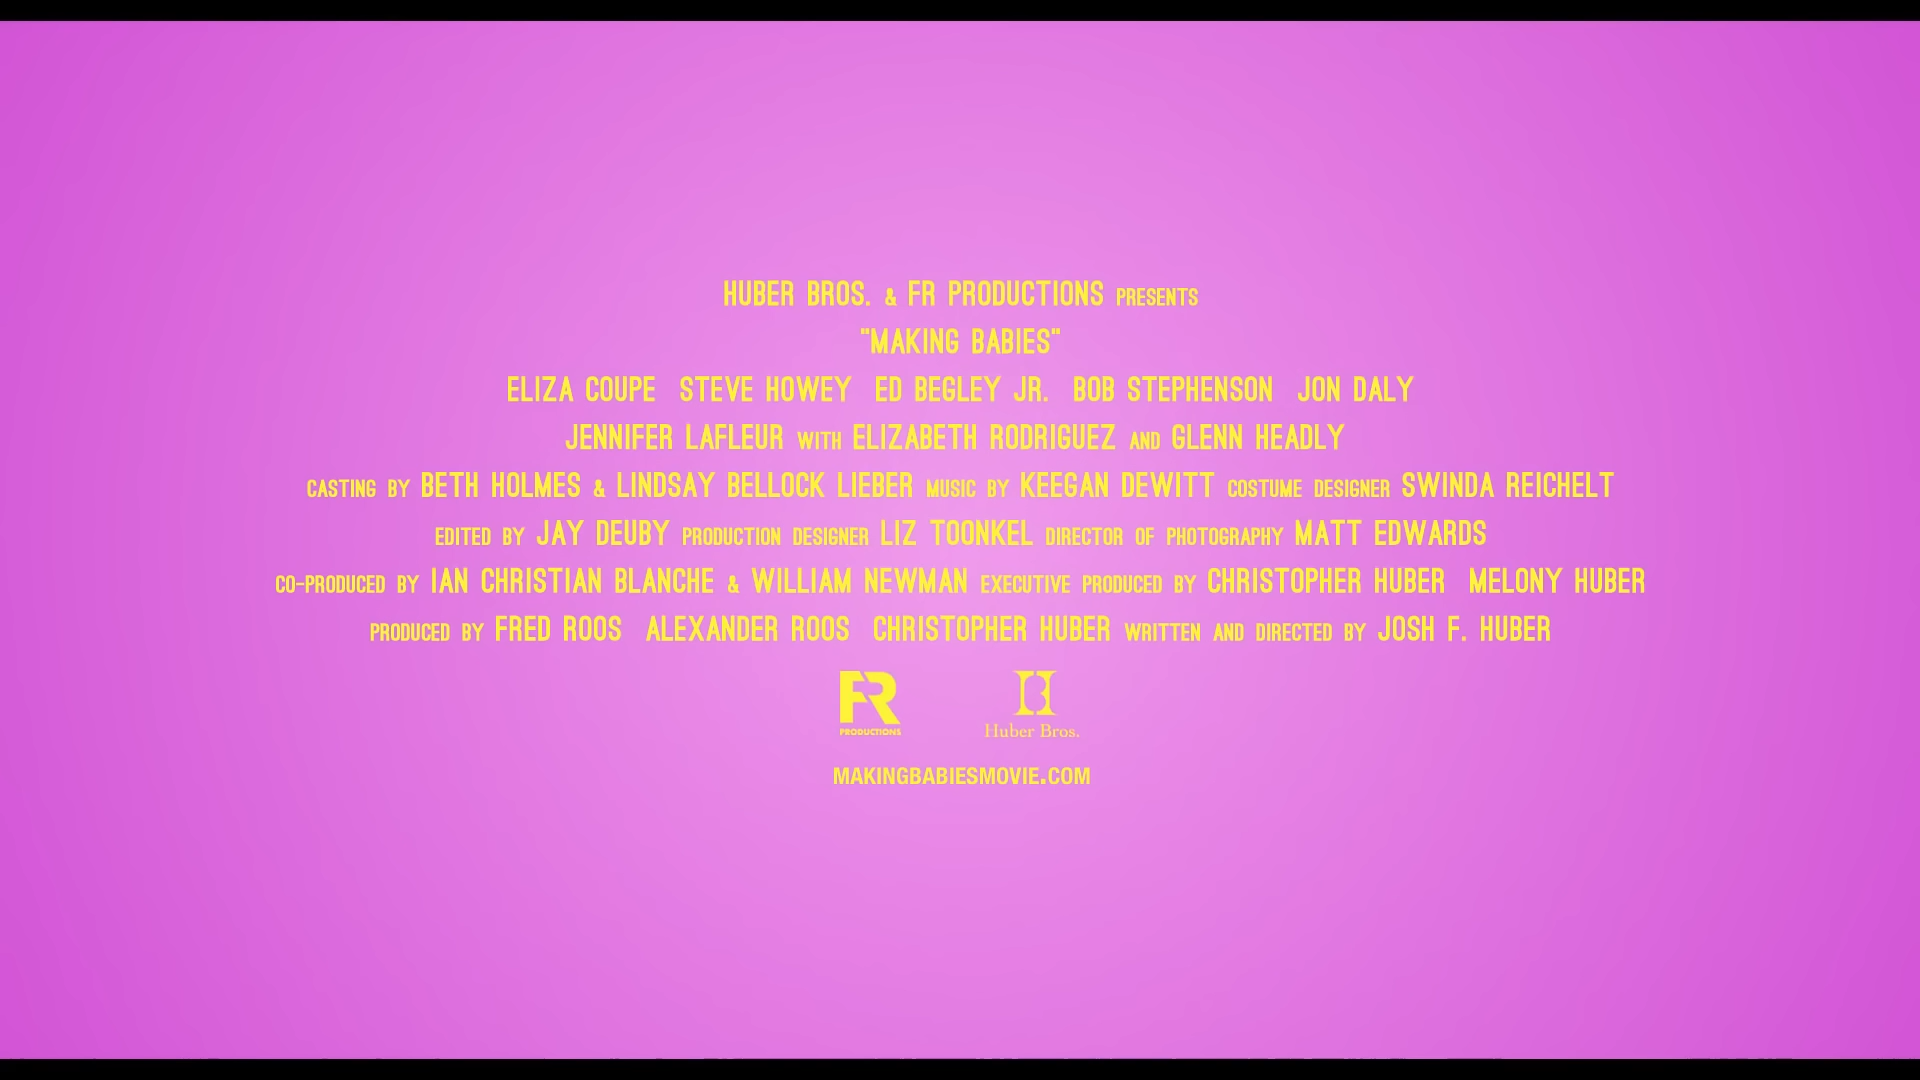 HUBER BROS. & FR PRODUCTIONS PRESENTS
"MAKING BABIES"
ELIZA COUPE STEVE HOWEY ED BEGLEY JR. BOB STEPHENSON JON DALY
JENNIFER LAFLEUR WITH ELIZABETH RODRIGUEZ AND GLENN HEADLY
CASTING BY BETH HOLMES & LINDSAY BELLOCK LIEBER MUSIC BY KEEGAN DEWITT COSTUME DESIGNER SWINDA REICHELT
EDITED BY JAY DEUBY PRODUCTION DESIGNER LIZ TOONKEL DIRECTOR OF PHOTOGRAPHY MATT EDWARDS
CO-PRODUCED BY IAN CHRISTIAN BLANCHE & WILLIAM NEWMAN EXECUTIVE PRODUCED BY CHRISTOPHER HUBER MELONY HUBER
PRODUCED BY FRED ROOS ALEXANDER ROOS CHRISTOPHER HUBER WRITTEN AND DIRECTED BY JOSH F. HUBER
FR
PRODUCTIONS
HB
Huber Bros.
MAKINGBABIESMOVIE.COM